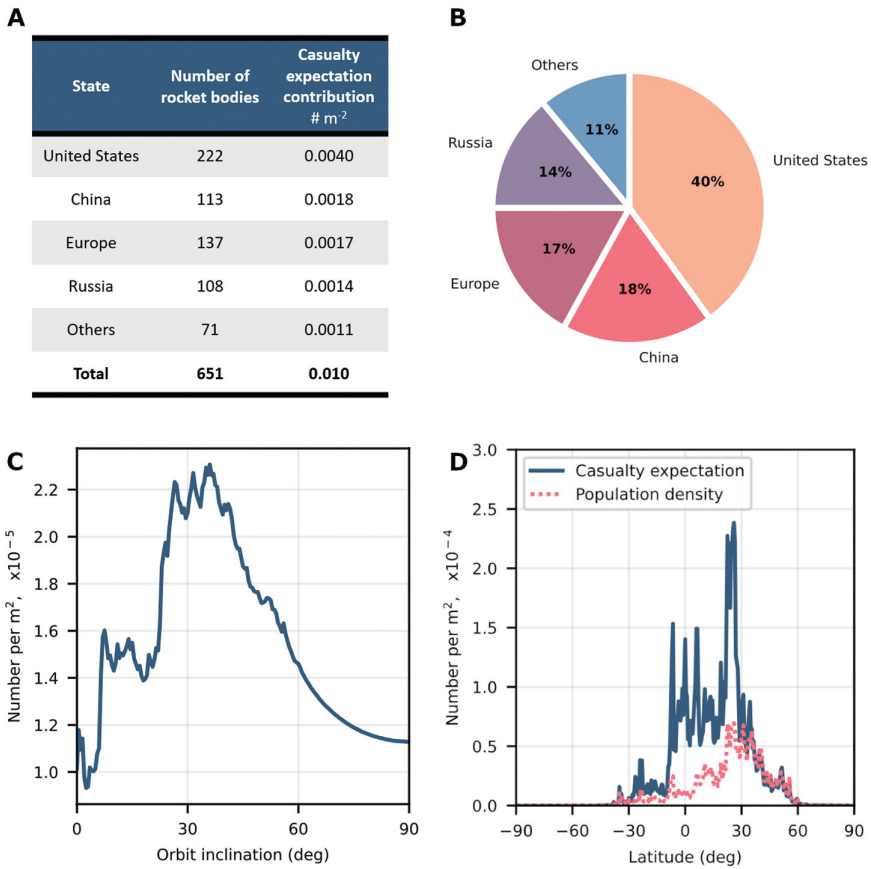 A
State Number of rocket bodies Casualty expectation contribution # m⁻²
United States 222 0.0040
China 113 0.0018
Europe 137 0.0017
Russia 108 0.0014
Others 71 0.0011
Total 651 0.010
B
Others
Russia
United States
Europe
China
11%
14%
40%
17%
18%
C
Number per m², x10⁻⁵
2.2
2.0
1.8
1.6
1.4
1.2
1.0
0 30 60 90
Orbit inclination (deg)
D
Number per m², x10⁻⁴
3.0
2.5
2.0
1.5
1.0
0.5
0.0
Casualty expectation
Population density
−90 −60 −30 0 30 60 90
Latitude (deg)